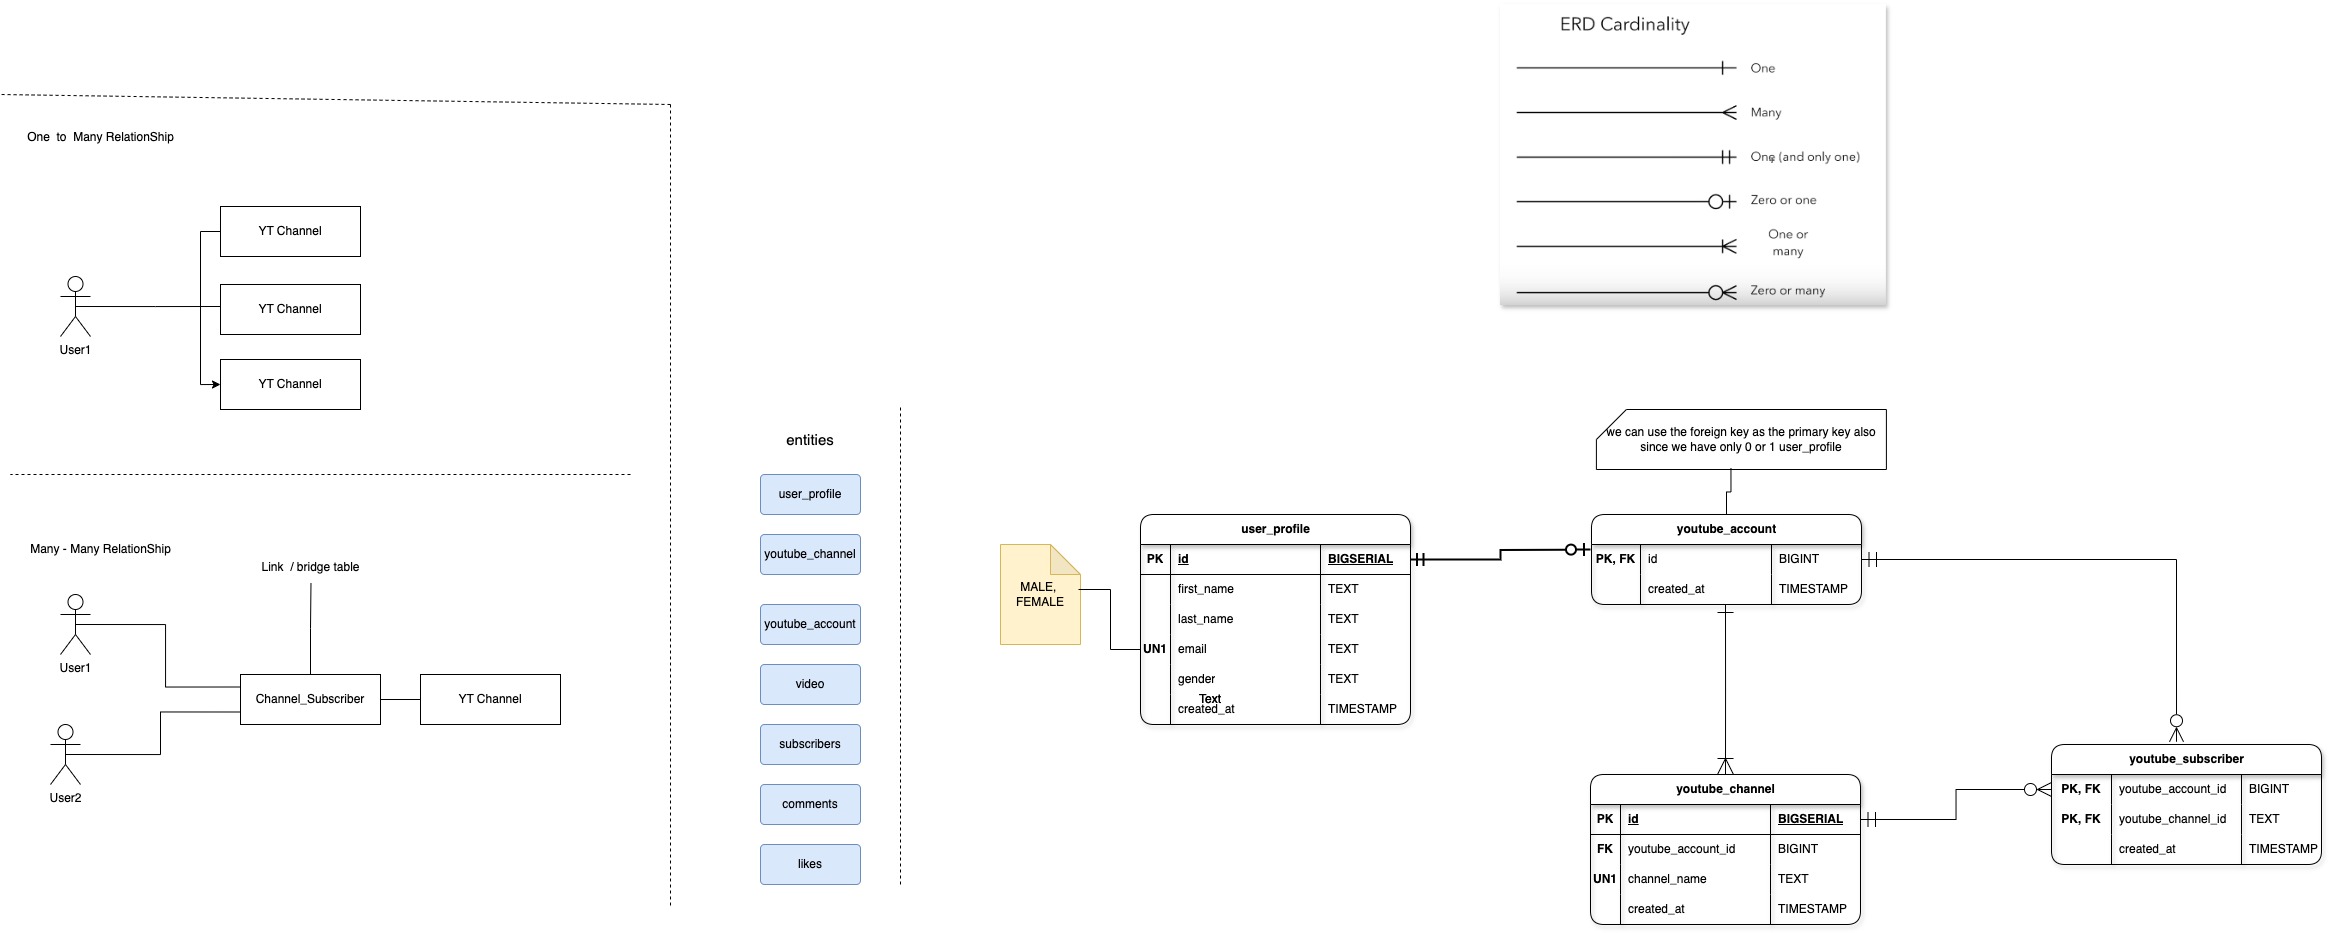 ERD Cardinality
One
Many
One (and only one)
Zero or one
One or
many
Zero or many
One  to  Many RelationShip
YT Channel
YT Channel
YT Channel
User1
Many - Many RelationShip
Link  / bridge table
User1
Channel_Subscriber
YT Channel
User2
entities
user_profile
youtube_channel
youtube_account
video
subscribers
comments
likes
MALE,
FEMALE
user_profile
PK id BIGSERIAL
first_name TEXT
last_name TEXT
UN1 email TEXT
gender TEXT
Text
created_at TIMESTAMP
we can use the foreign key as the primary key also
since we have only 0 or 1 user_profile
youtube_account
PK, FK id BIGINT
created_at TIMESTAMP
youtube_channel
PK id BIGSERIAL
FK youtube_account_id BIGINT
UN1 channel_name TEXT
created_at TIMESTAMP
youtube_subscriber
PK, FK youtube_account_id BIGINT
PK, FK youtube_channel_id TEXT
created_at TIMESTAMP